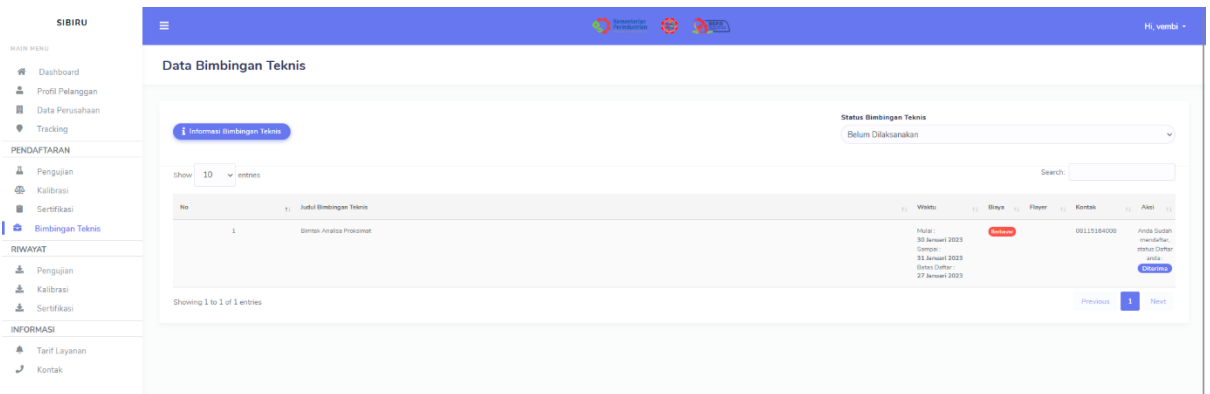 SIBIRU
Hi, vembi
MAIN MENU
Dashboard
Profil Pelanggan
Data Perusahaan
Tracking
PENDAFTARAN
Pengujian
Kalibrasi
Sertifikasi
Bimbingan Teknis
RIWAYAT
Pengujian
Kalibrasi
Sertifikasi
INFORMASI
Tarif Layanan
Kontak
Kementerian
Perindustrian
Data Bimbingan Teknis
Informasi Bimbingan Teknis
Status Bimbingan Teknis
Belum Dilaksanakan
Show 10 entries
Search:
No Judul Bimbingan Teknis Waktu Biaya Flayer Kontak Aksi
1 Bimtek Analisa Proksimat
Mulai :
30 Januari 2023
Sampai :
31 Januari 2023
Batas Daftar :
27 Januari 2023
Berbayar
08115184008
Anda Sudah
mendaftar,
status Daftar
anda :
Diterima
Showing 1 to 1 of 1 entries
Previous 1 Next